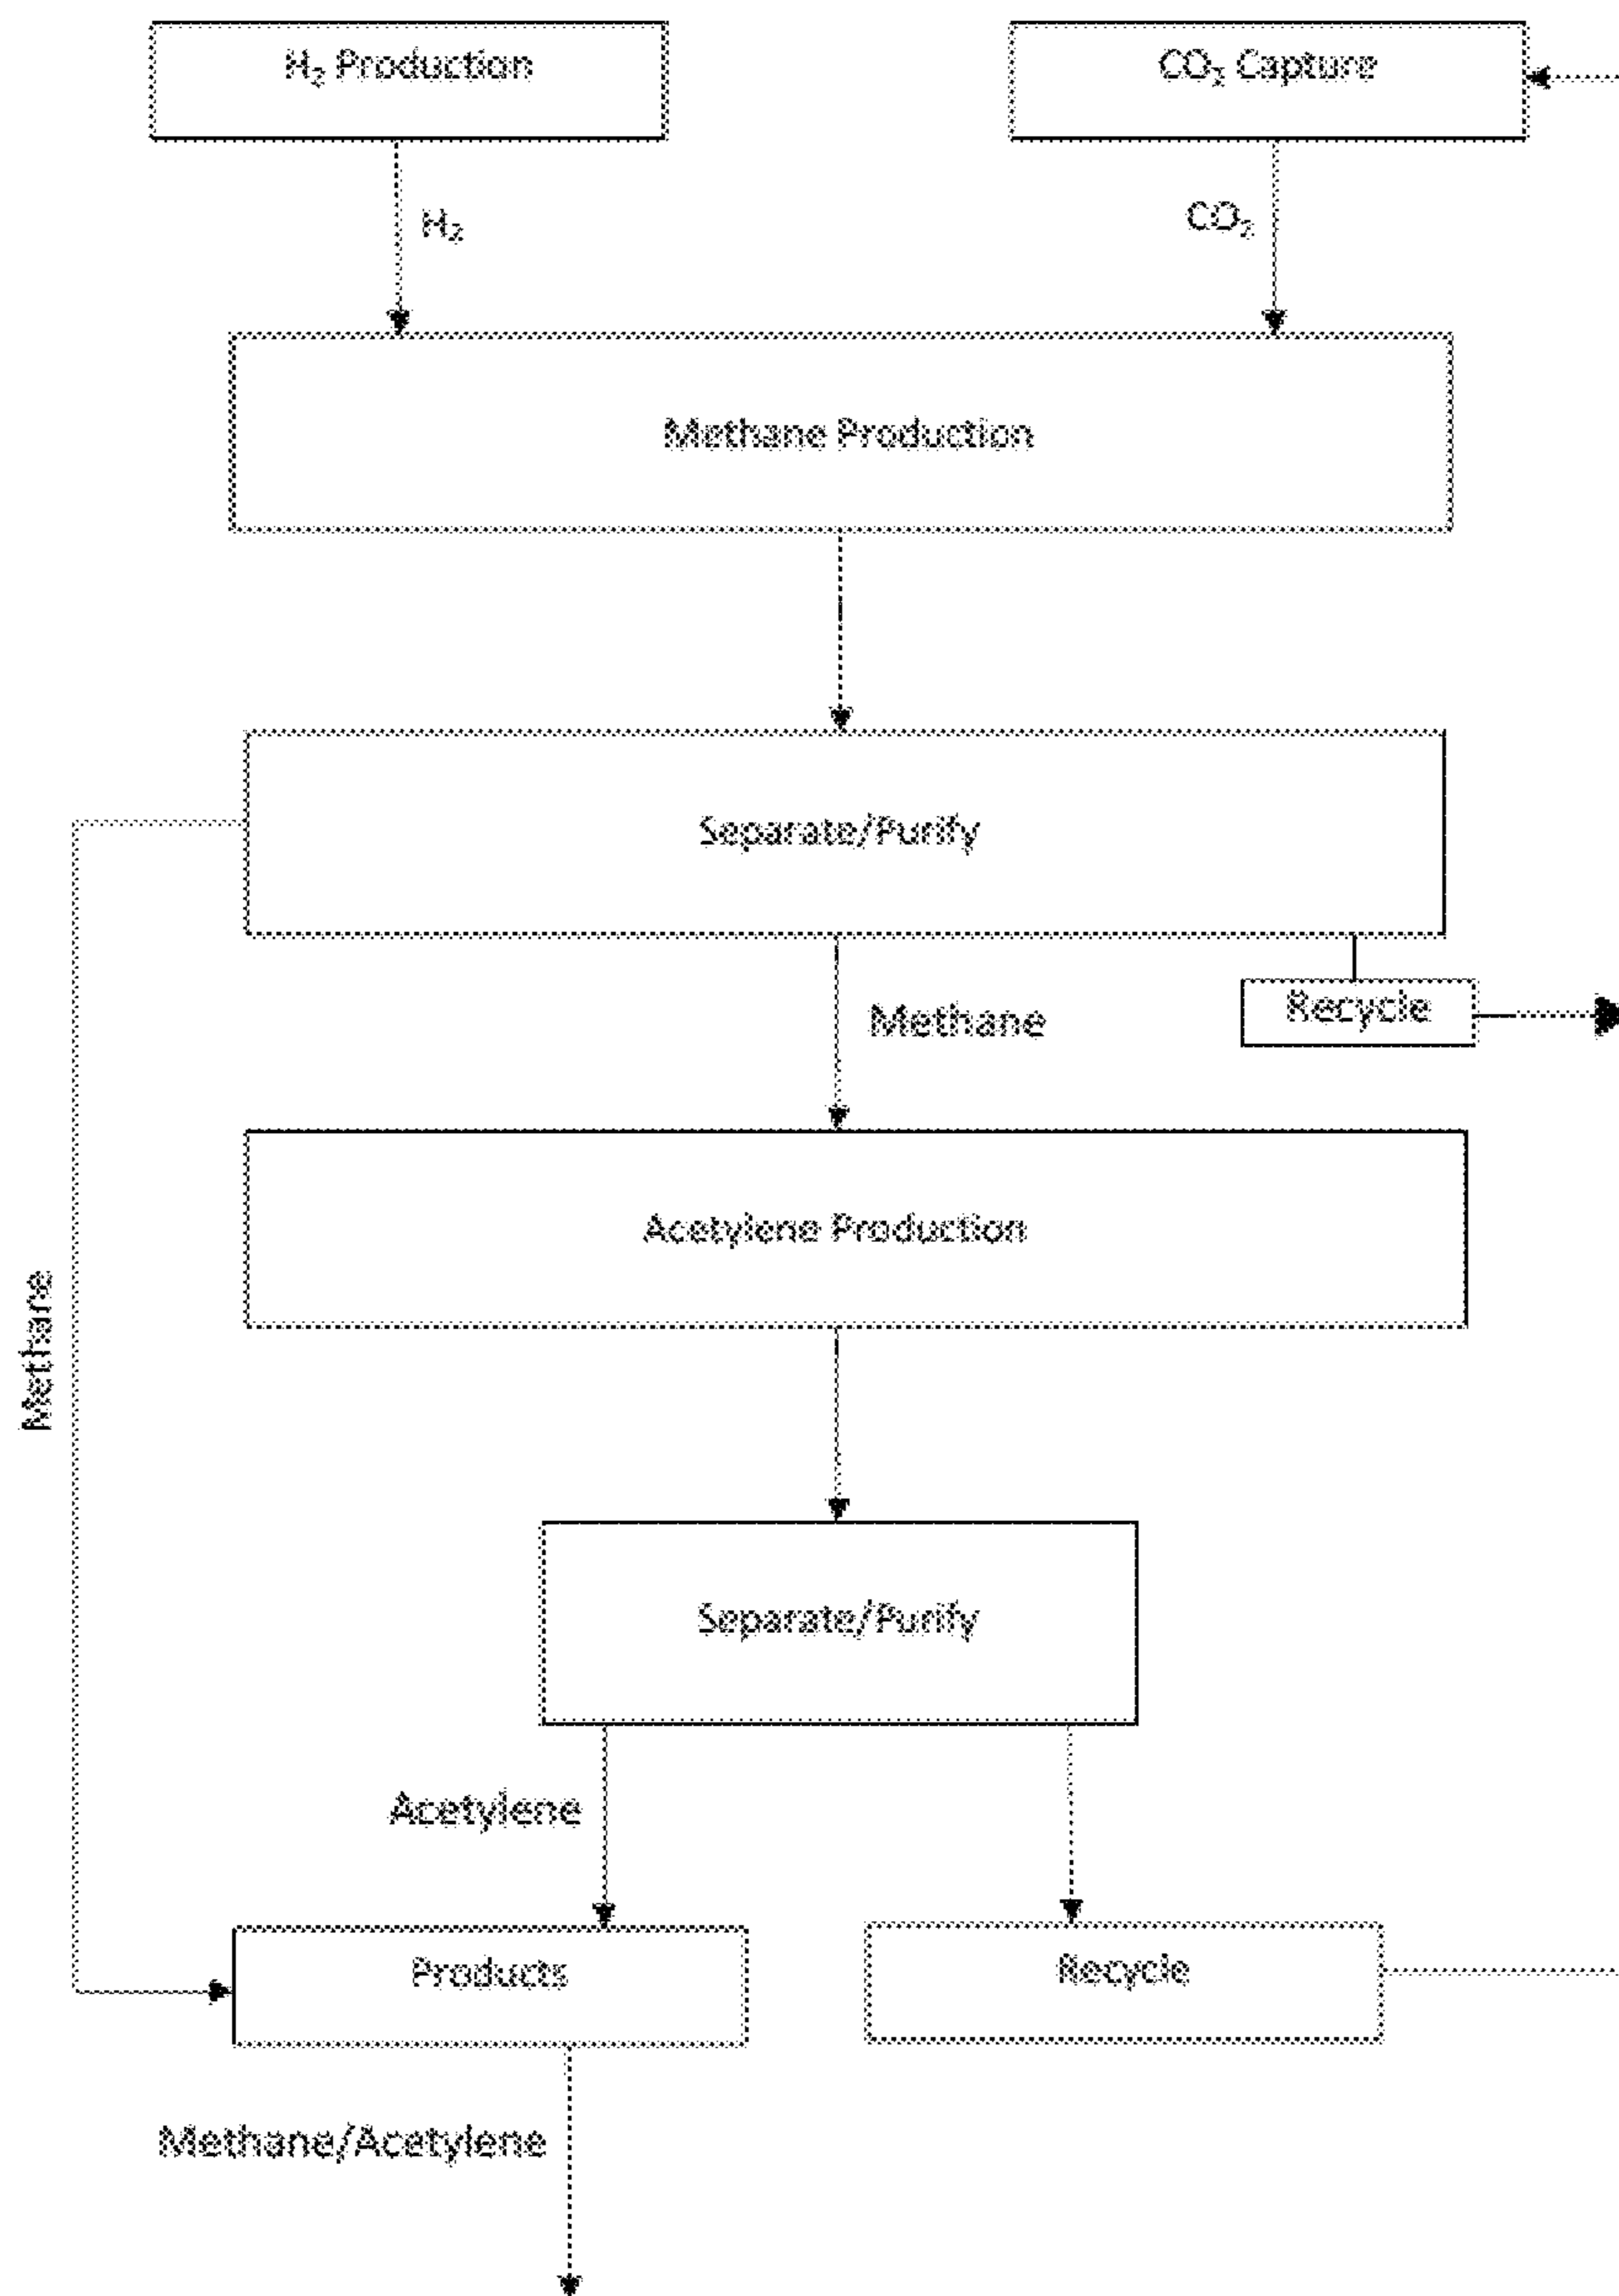 H₂ Production
CO₂ Capture
H₂
CO₂
Methane Production
Separate/Purify
Methane
Recycle
Acetylene Production
Methane
Separate/Purify
Acetylene
Products
Recycle
Methane/Acetylene